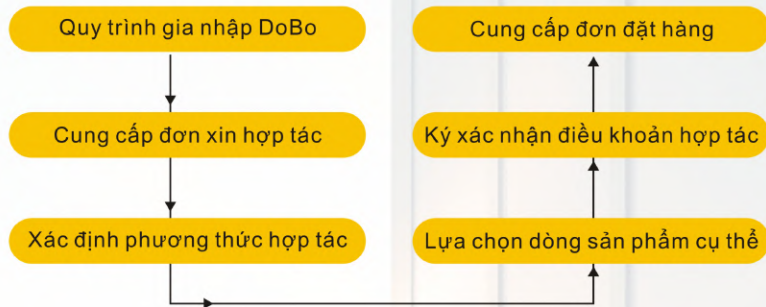 Quy trình gia nhập DoBo
Cung cấp đơn xin hợp tác
Xác định phương thức hợp tác
Lựa chọn dòng sản phẩm cụ thể
Ký xác nhận điều khoản hợp tác
Cung cấp đơn đặt hàng